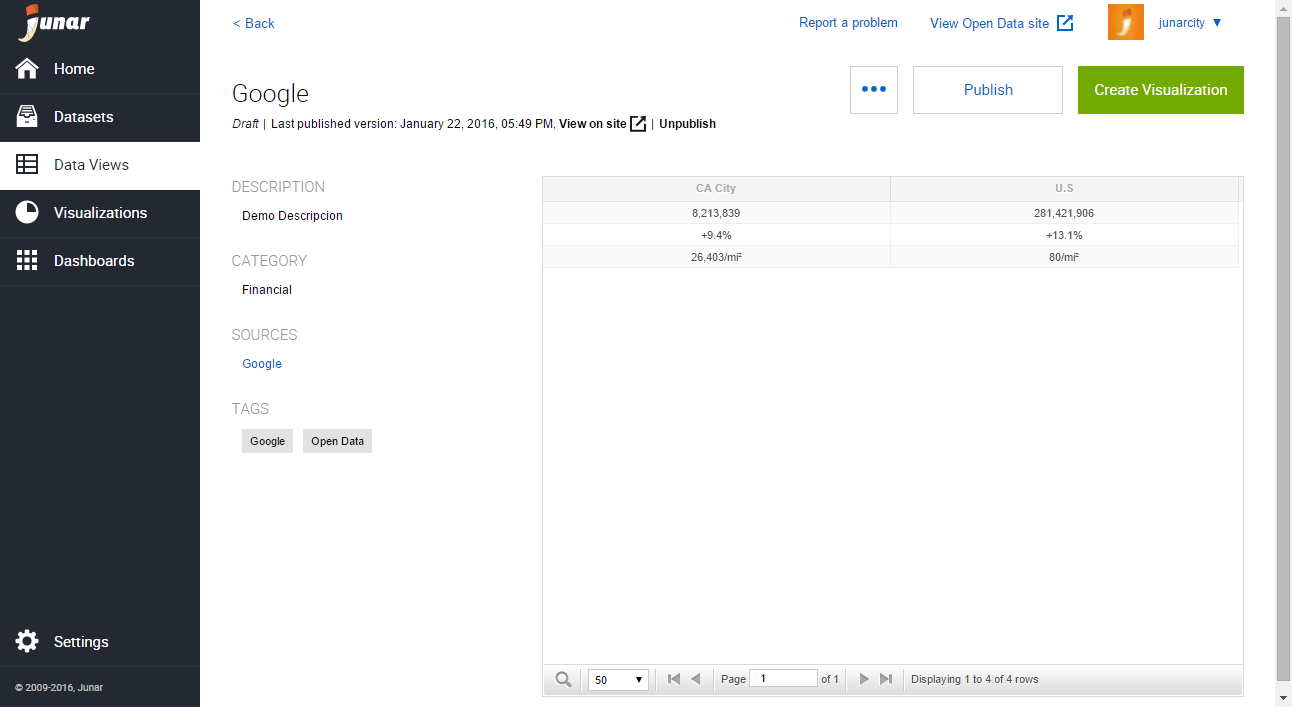 junar
Home
Datasets
Data Views
Visualizations
Dashboards
Settings
© 2009-2016, Junar
< Back
Report a problem
View Open Data site
junarcity ▼
Google
Publish
Create Visualization
Draft | Last published version: January 22, 2016, 05:49 PM, View on site | Unpublish
DESCRIPTION
Demo Descripcion
CATEGORY
Financial
SOURCES
Google
TAGS
Google Open Data
CA City U.S
8,213,839 281,421,906
+9.4% +13.1%
26,403/mi² 80/mi²
50 ▼ Page 1 of 1 Displaying 1 to 4 of 4 rows